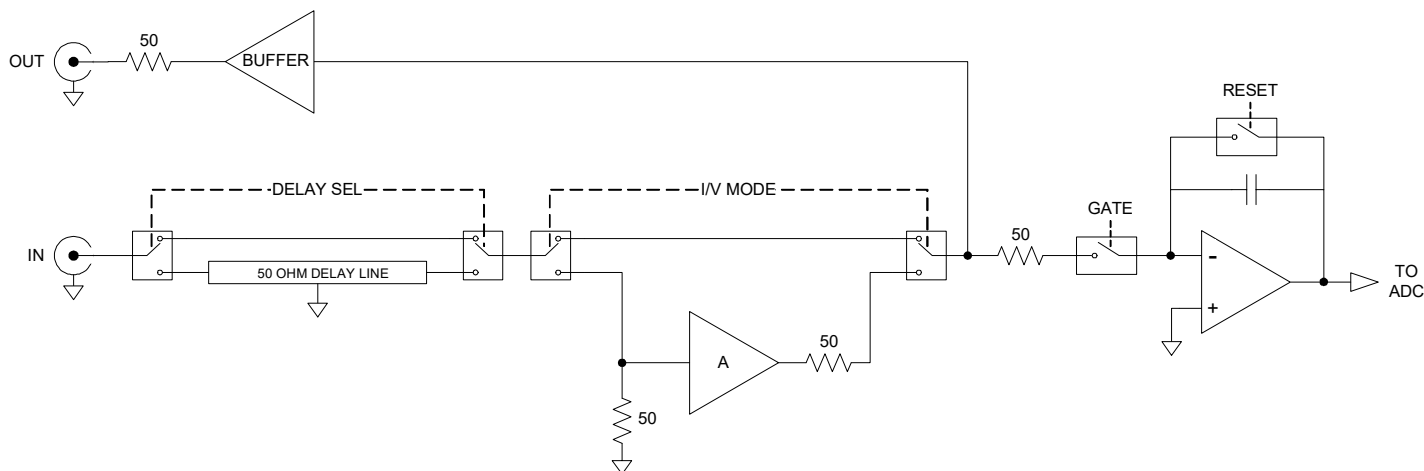 50
OUT
BUFFER
RESET
DELAY SEL
I/V MODE
GATE
IN
50 OHM DELAY LINE
50
-
+
TO
ADC
A
50
50